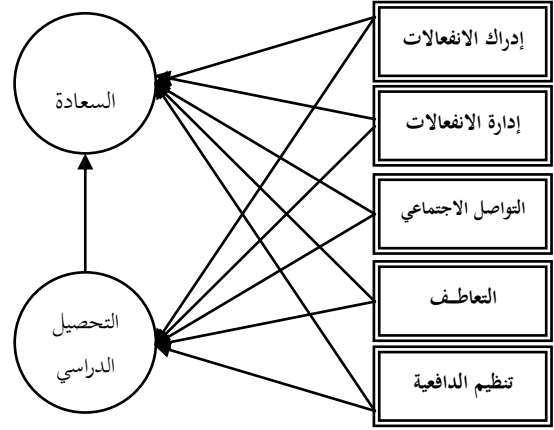 إدراك الانفعالات
إدارة الانفعالات
التواصل الاجتماعي
التعاطـف
تنظيم الدافعية
السعادة
التحصيل
الدراسي